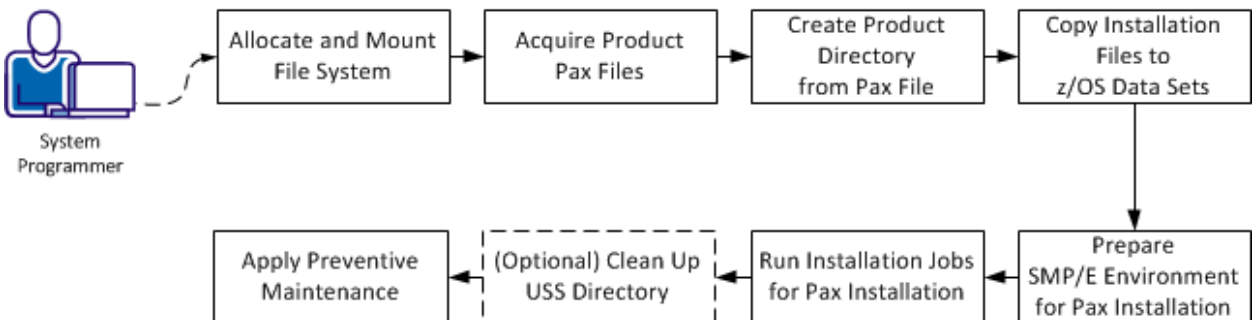 System
Programmer
Allocate and Mount
File System
Acquire Product
Pax Files
Create Product
Directory
from Pax File
Copy Installation
Files to
z/OS Data Sets
Prepare
SMP/E Environment
for Pax Installation
Run Installation Jobs
for Pax Installation
(Optional) Clean Up
USS Directory
Apply Preventive
Maintenance